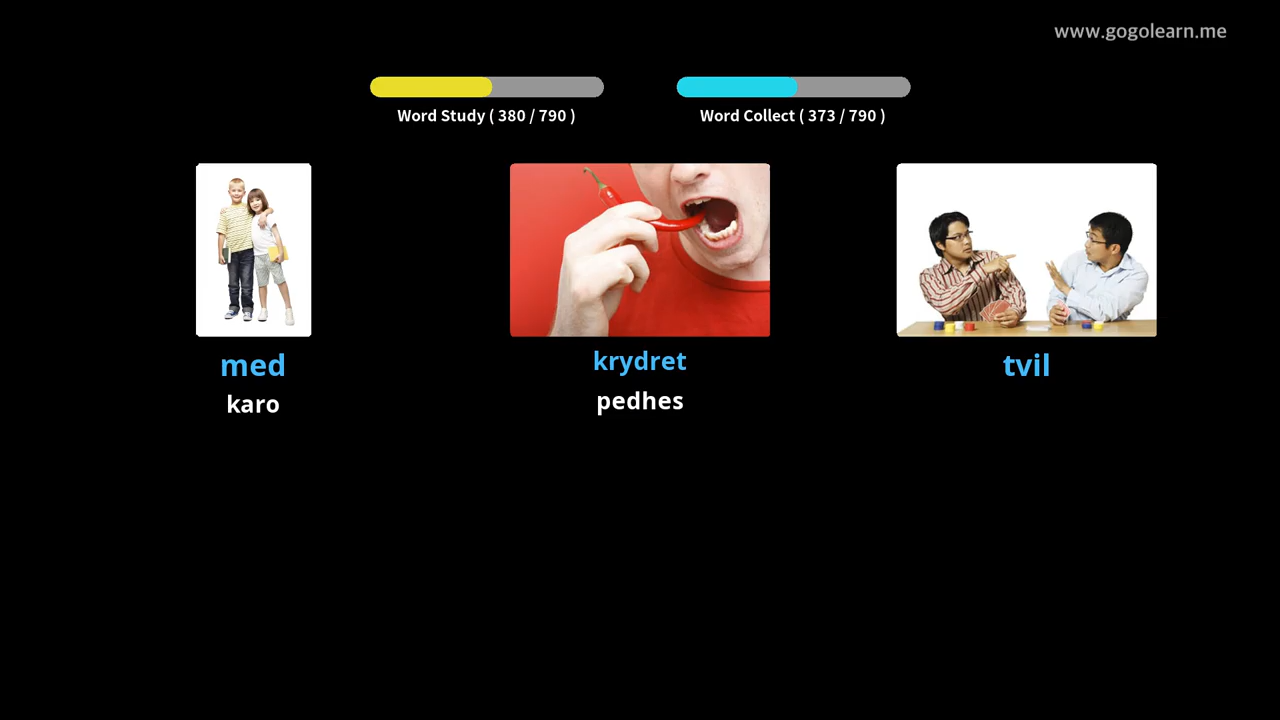 www.gogolearn.me
Word Study ( 380 / 790 )
Word Collect ( 373 / 790 )
med
karo
krydret
pedhes
tvil